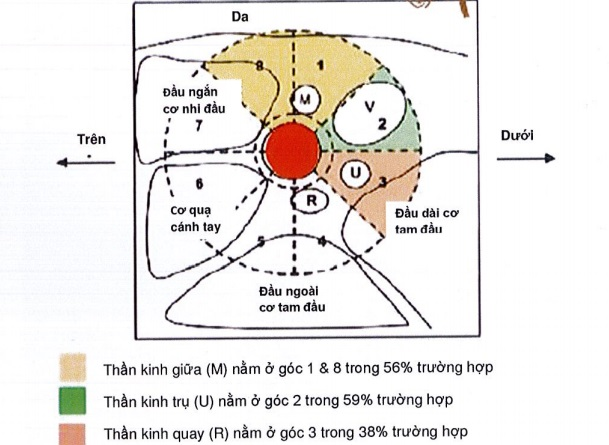 Da
8 1
Đầu ngắn
cơ nhị đầu
M
V
7
2
Trên
Dưới
U
6
3
R
Cơ quạ
cánh tay
Đầu dài cơ
tam đầu
5 4
Đầu ngoài
cơ tam đầu
Thần kinh giữa (M) nằm ở góc 1 & 8 trong 56% trường hợp
Thần kinh trụ (U) nằm ở góc 2 trong 59% trường hợp
Thần kinh quay (R) nằm ở góc 3 trong 38% trường hợp